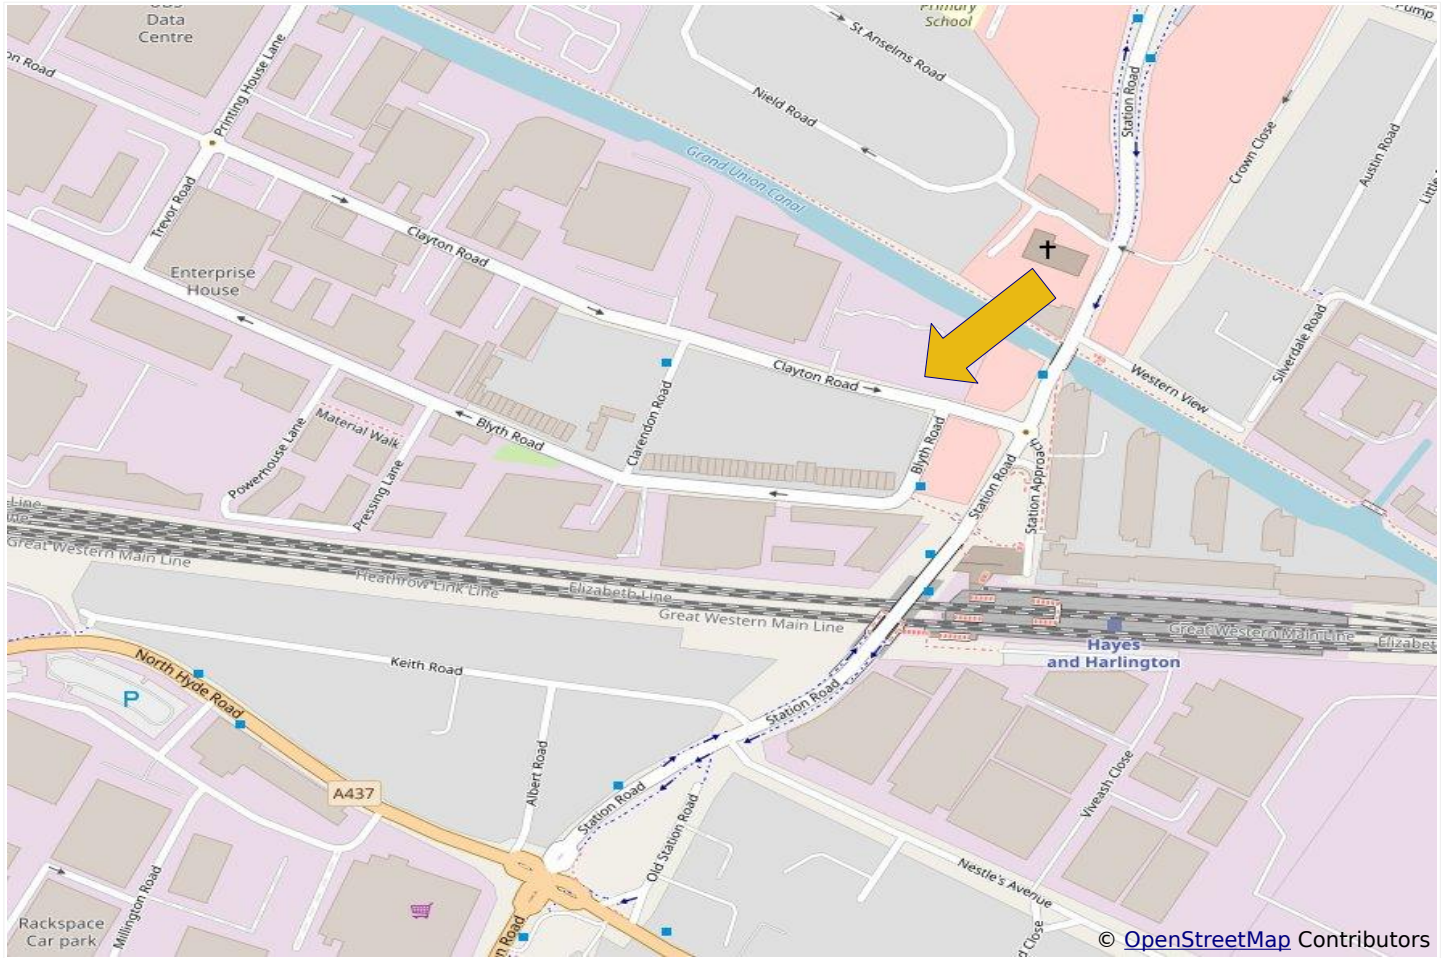 Data
Centre
Primary
School
Pump
Station Road
St Anselms Road
Nield Road
Printing House Lane
Clayton Road
Grand Union Canal
Crown Close
Austin Road
Trevor Road
Clayton Road
Enterprise
House
Silverdale Road
Western View
Clayton Road
Clarendon Road
Blyth Road
Material Walk
Powerhouse Lane
Pressing Lane
Blyth Road
Station Road
Station Approach
Great Western Main Line
Heathrow Link Line
Elizabeth Line
Great Western Main Line
Great Western Main Line
Hayes
and Harlington
North Hyde Road
P
Keith Road
Station Road
Albert Road
A437
Station Road
Old Station Road
Viveash Close
Nestle's Avenue
Millington Road
Rackspace
Car park
© OpenStreetMap Contributors